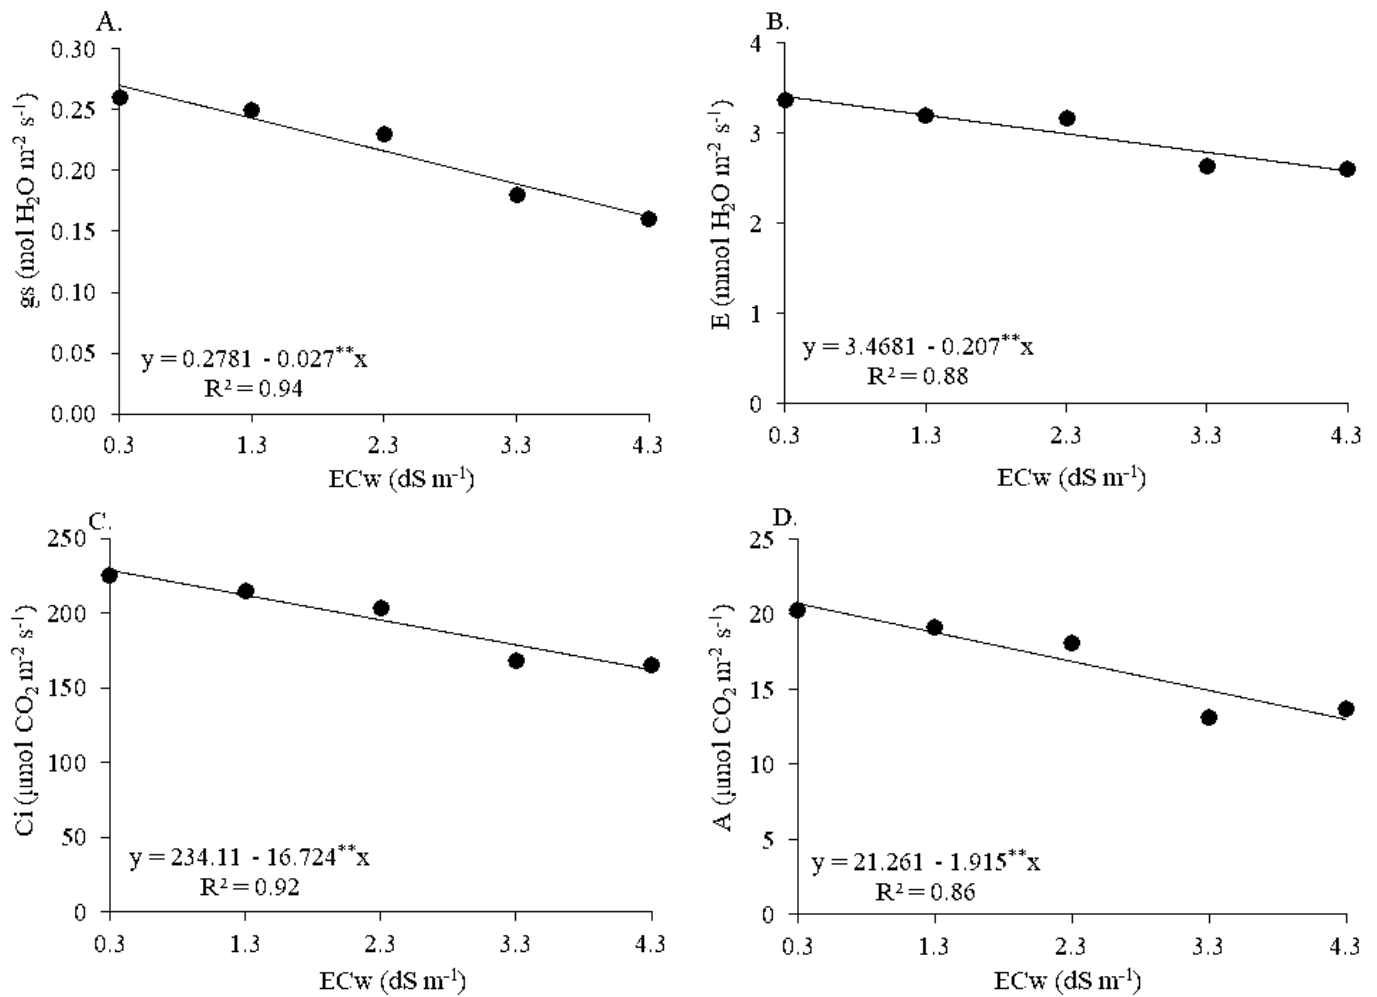 A.
gs (mol H₂O m⁻² s⁻¹)
0.30
0.25
0.20
0.15
0.10
0.05
0.00
y = 0.2781 - 0.027**x
R² = 0.94
0.3 1.3 2.3 3.3 4.3
ECw (dS m⁻¹)
B.
E (mmol H₂O m⁻² s⁻¹)
4
3
2
1
0
y = 3.4681 - 0.207**x
R² = 0.88
0.3 1.3 2.3 3.3 4.3
ECw (dS m⁻¹)
C.
Ci (μmol CO₂ m⁻² s⁻¹)
250
200
150
100
50
0
y = 234.11 - 16.724**x
R² = 0.92
0.3 1.3 2.3 3.3 4.3
ECw (dS m⁻¹)
D.
A (μmol CO₂ m⁻² s⁻¹)
25
20
15
10
5
0
y = 21.261 - 1.915**x
R² = 0.86
0.3 1.3 2.3 3.3 4.3
ECw (dS m⁻¹)